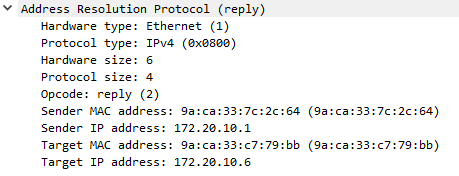 Address Resolution Protocol (reply)
Hardware type: Ethernet (1)
Protocol type: IPv4 (0x0800)
Hardware size: 6
Protocol size: 4
Opcode: reply (2)
Sender MAC address: 9a:ca:33:7c:2c:64 (9a:ca:33:7c:2c:64)
Sender IP address: 172.20.10.1
Target MAC address: 9a:ca:33:c7:79:bb (9a:ca:33:c7:79:bb)
Target IP address: 172.20.10.6